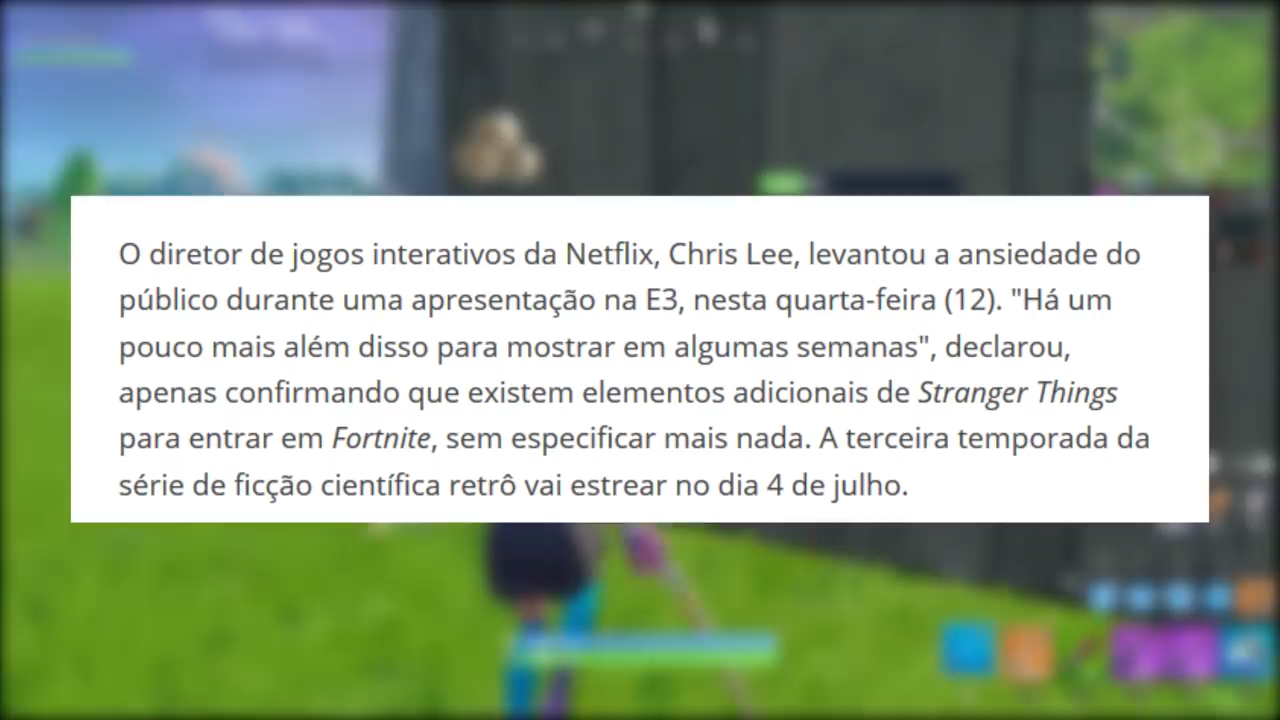 O diretor de jogos interativos da Netflix, Chris Lee, levantou a ansiedade do
público durante uma apresentação na E3, nesta quarta-feira (12). "Há um
pouco mais além disso para mostrar em algumas semanas", declarou,
apenas confirmando que existem elementos adicionais de Stranger Things
para entrar em Fortnite, sem especificar mais nada. A terceira temporada da
série de ficção científica retrô vai estrear no dia 4 de julho.